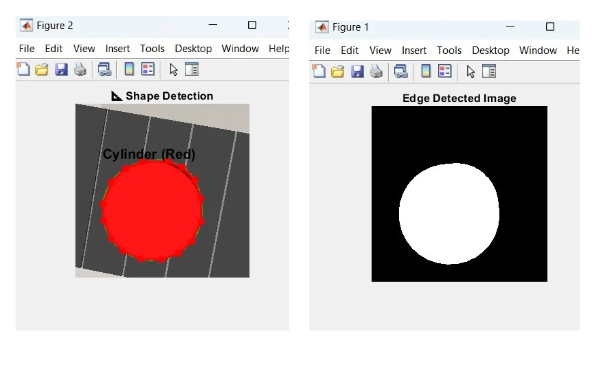 Figure 2
File Edit View Insert Tools Desktop Window Help
Shape Detection
Cylinder (Red)
Figure 1
File Edit View Insert Tools Desktop Window He
Edge Detected Image